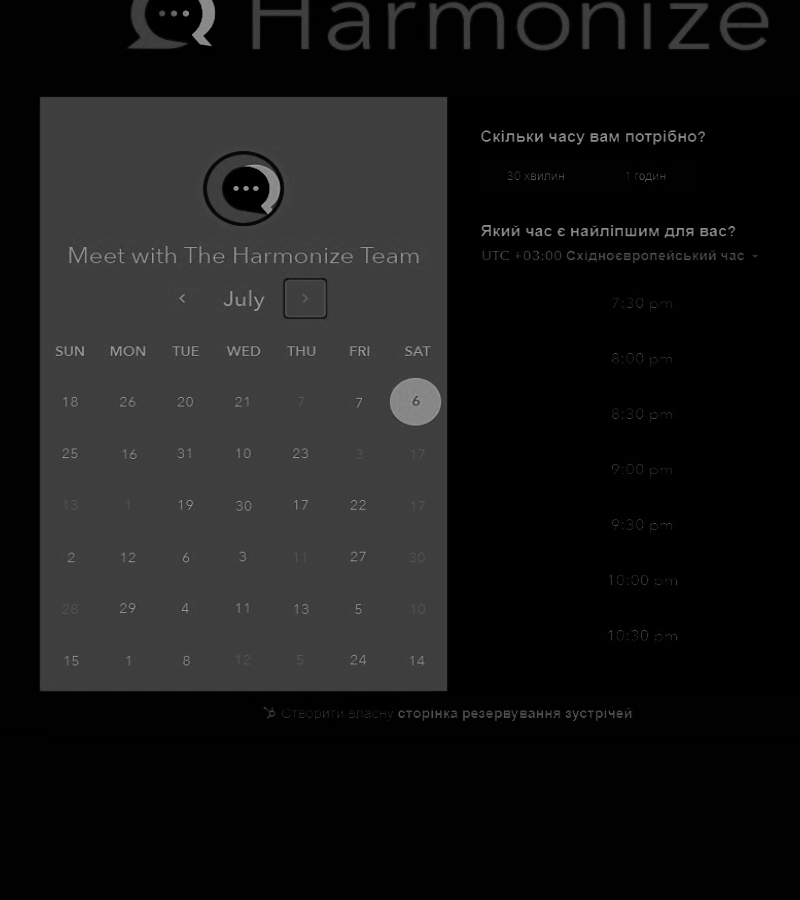 Harmonize
Meet with The Harmonize Team
July
SUN MON TUE WED THU FRI SAT
18 26 20 21 7 7 6
25 16 31 10 23 3 17
13 1 19 30 17 22 17
2 12 6 3 11 27 30
28 29 4 11 13 5 10
15 1 8 12 5 24 14
Скільки часу вам потрібно?
30 хвилин 1 годин
Який час є найліпшим для вас?
UTC +03:00 Східноєвропейський час
7:30 pm
8:00 pm
8:30 pm
9:00 pm
9:30 pm
10:00 pm
10:30 pm
Створити власну сторінка резервування зустрічей